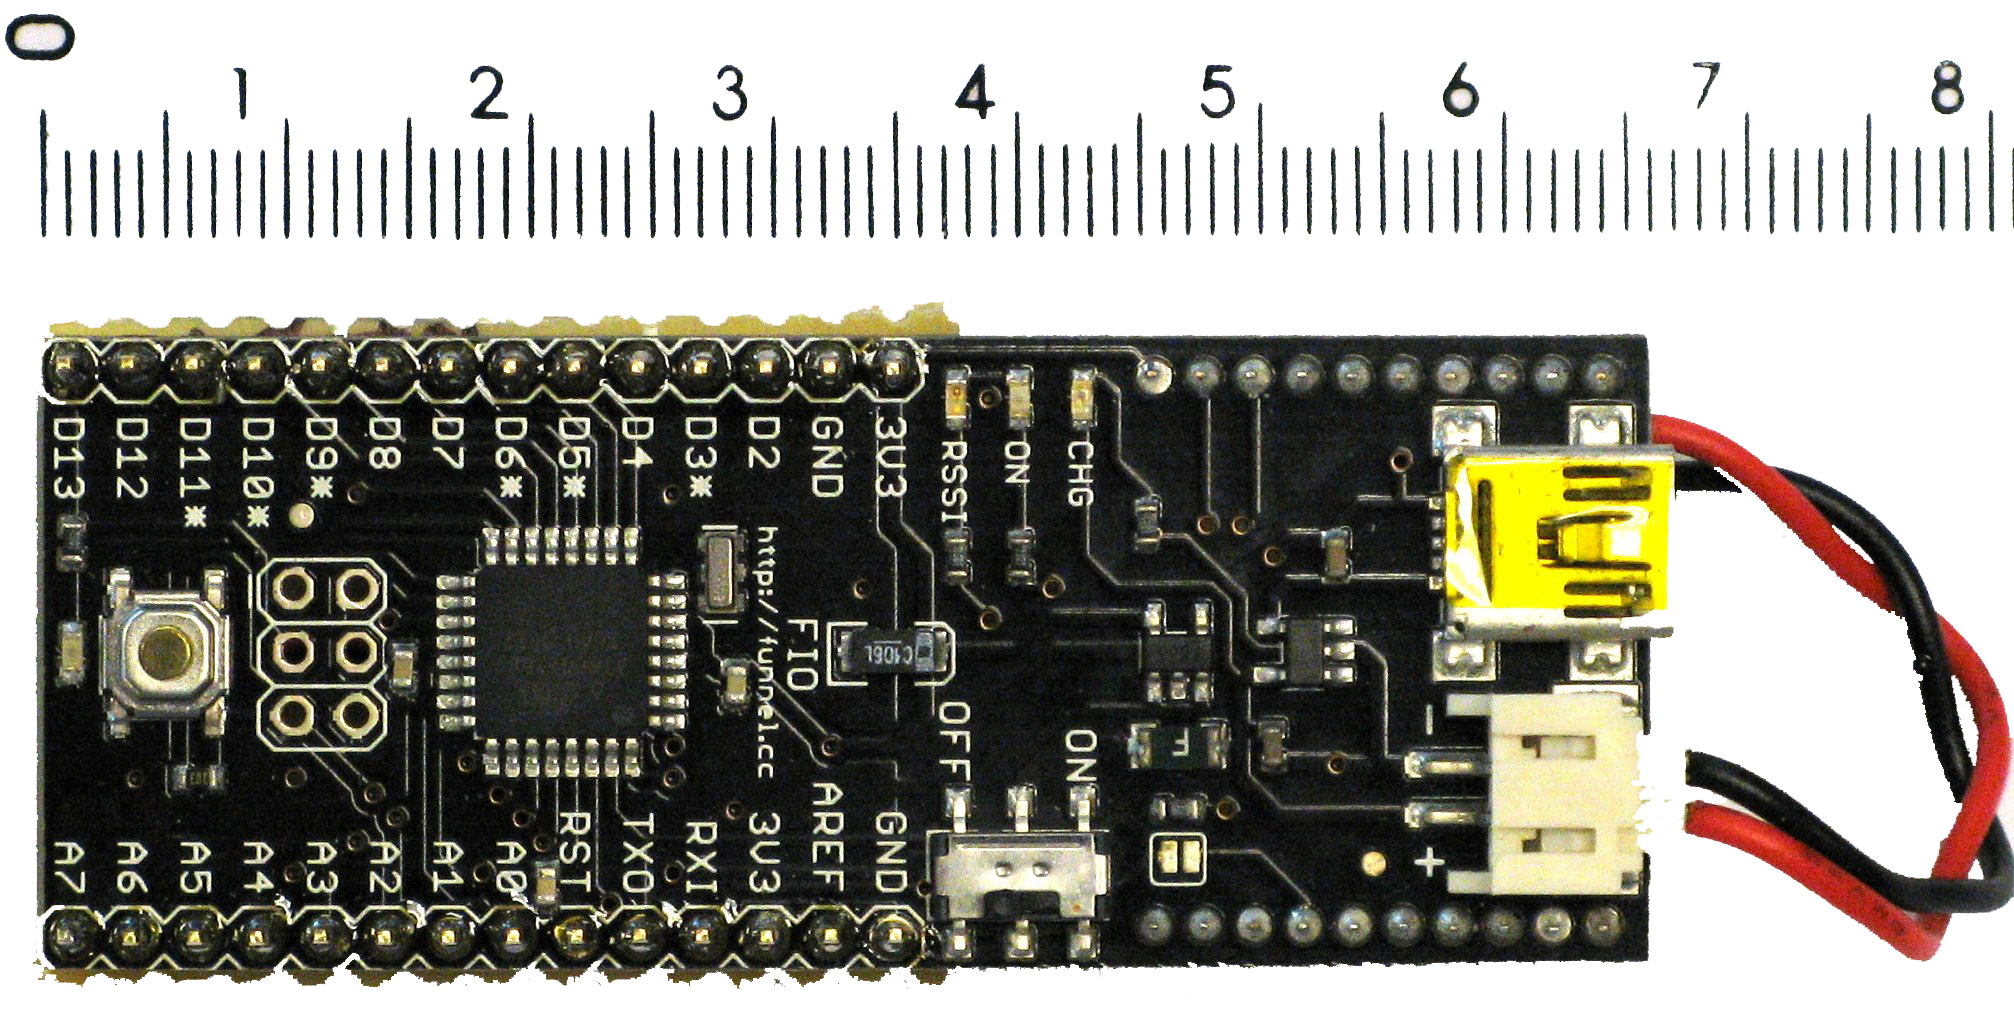 0
1 2 3 4 5 6 7 8
D13 D12 D11* D10* D9* D8 D7 D6* D5* D4 D3* D2 GND 3V3
RSSI ON CHG
http://funnel.cc
FIO
C106L
OFF ON
F
-
+
A7 A6 A5 A4 A3 A2 A1 A0 RST TXO RXI 3V3 AREF GND